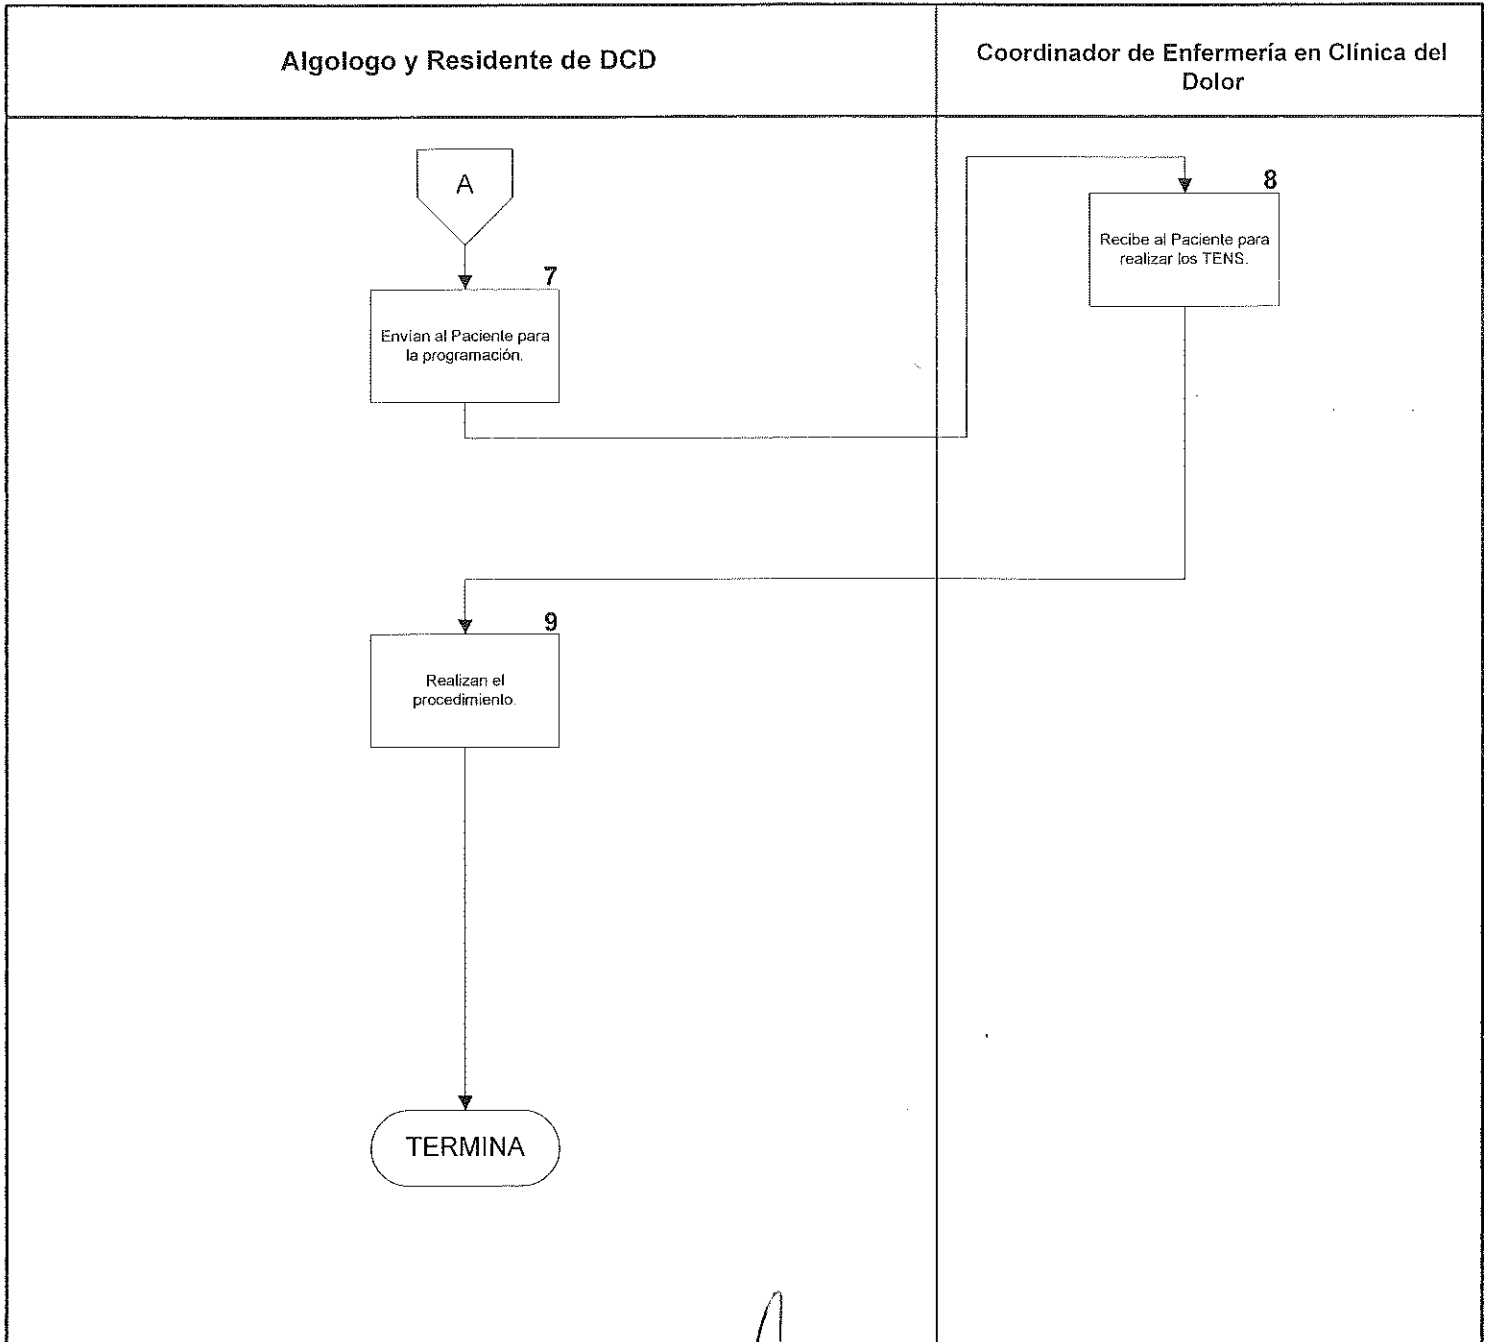 Algologo y Residente de DCD
Coordinador de Enfermería en Clínica del
Dolor
A
7
Envían al Paciente para
la programación.
8
Recibe al Paciente para
realizar los TENS.
9
Realizan el
procedimiento.
TERMINA